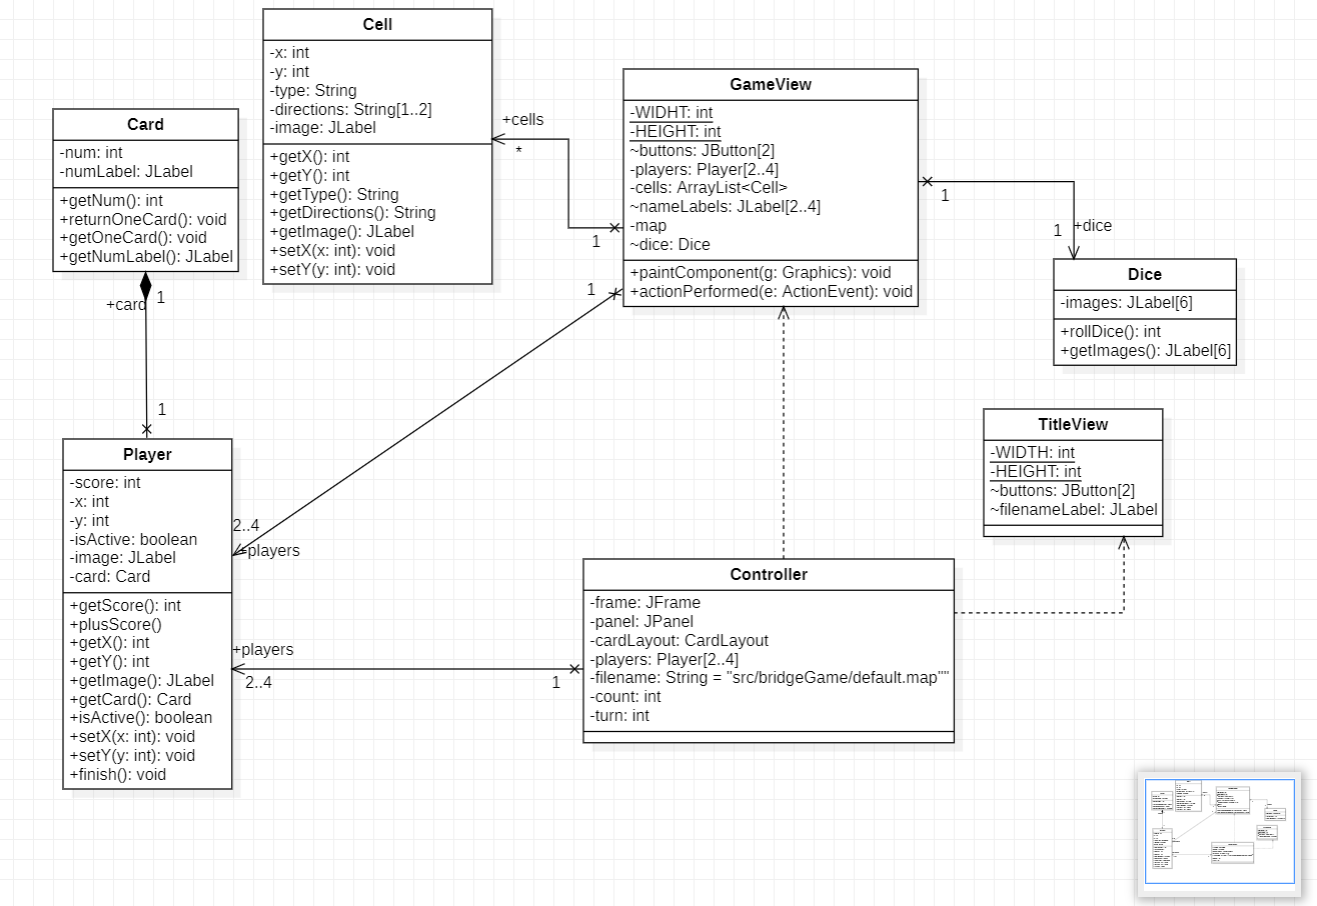 Cell
-x: int
-y: int
-type: String
-directions: String[1..2]
-image: JLabel
+getX(): int
+getY(): int
+getType(): String
+getDirections(): String
+getImage(): JLabel
+setX(x: int): void
+setY(y: int): void
GameView
-WIDHT: int
-HEIGHT: int
~buttons: JButton[2]
-players: Player[2..4]
-cells: ArrayList<Cell>
~nameLabels: JLabel[2..4]
-map
~dice: Dice
+paintComponent(g: Graphics): void
+actionPerformed(e: ActionEvent): void
Card
-num: int
-numLabel: JLabel
+getNum(): int
+returnOneCard(): void
+getOneCard(): void
+getNumLabel(): JLabel
+cells
*
1
1
1
+dice
1
Dice
-images: JLabel[6]
+rollDice(): int
+getImages(): JLabel[6]
+card
1
1
Player
-score: int
-x: int
-y: int
-isActive: boolean
-image: JLabel
-card: Card
+getScore(): int
+plusScore()
+getX(): int
+getY(): int
+getImage(): JLabel
+getCard(): Card
+isActive(): boolean
+setX(x: int): void
+setY(y: int): void
+finish(): void
2..4
+players
+players
2..4
1
TitleView
-WIDTH: int
-HEIGHT: int
~buttons: JButton[2]
~filenameLabel: JLabel
Controller
-frame: JFrame
-panel: JPanel
-cardLayout: CardLayout
-players: Player[2..4]
-filename: String = "src/bridgeGame/default.map""
-count: int
-turn: int